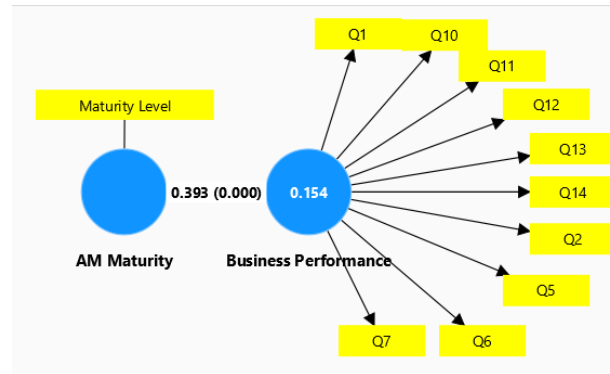 Q1
Q10
Q11
Maturity Level
Q12
Q13
0.393 (0.000)
0.154
Q14
Q2
AM Maturity
Business Performance
Q5
Q7
Q6